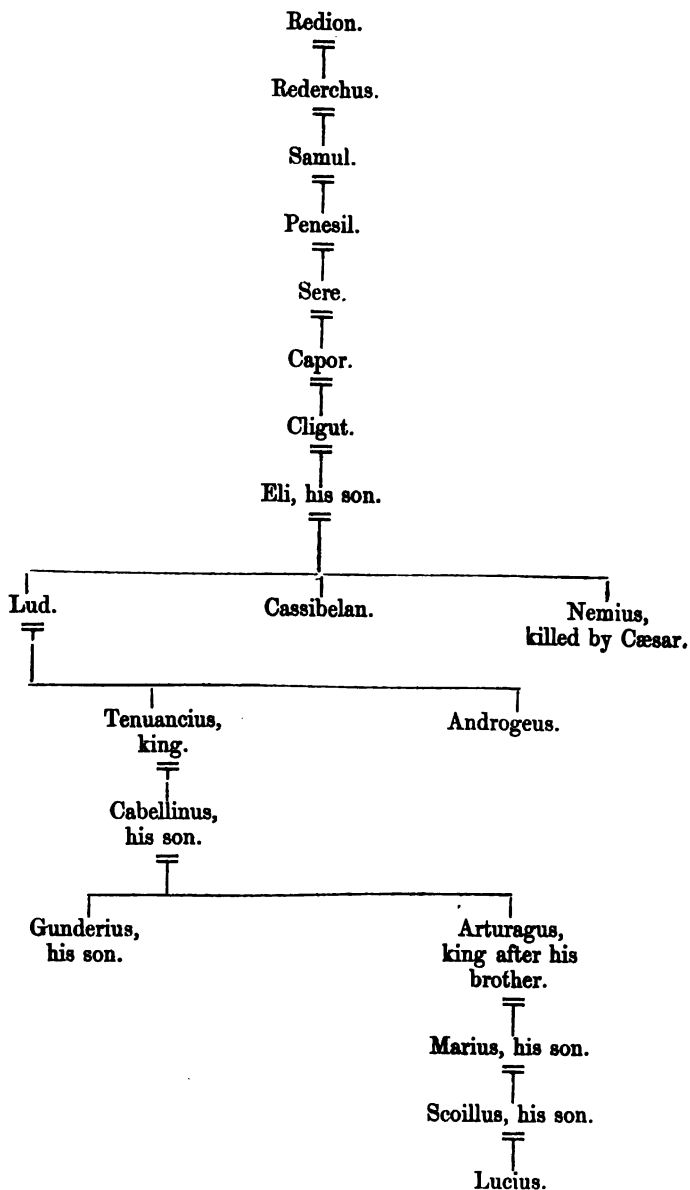 Redion.
Rederchus.
Samul.
Penesil.
Sere.
Capor.
Cligut.
Eli, his son.
Lud.
Cassibelan.
Nemius,
killed by Cæsar.
Tenuancius,
king.
Androgeus.
Cabellinus,
his son.
Gunderius,
his son.
Arturagus,
king after his
brother.
Marius, his son.
Scoillus, his son.
Lucius.